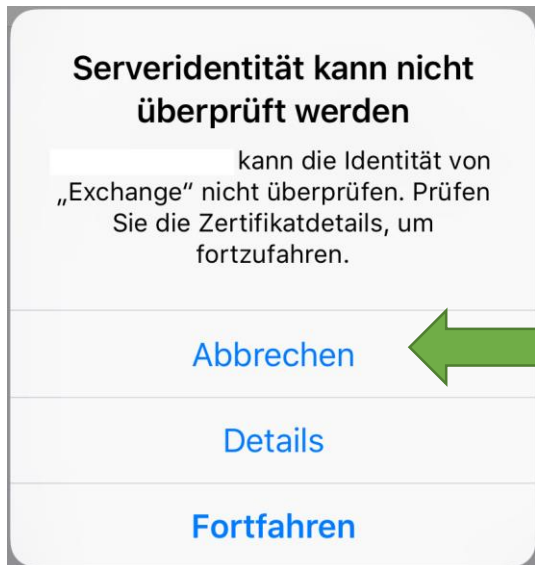 Serveridentität kann nicht
überprüft werden
kann die Identität von
„Exchange“ nicht überprüfen. Prüfen
Sie die Zertifikatdetails, um
fortzufahren.
Abbrechen
Details
Fortfahren